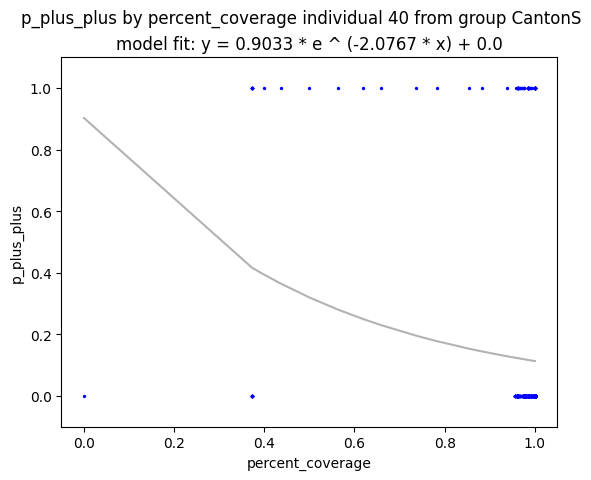 p_plus_plus by percent_coverage individual 40 from group CantonS
model fit: y = 0.9033 * e ^ (-2.0767 * x) + 0.0
1.0
0.8
0.6
0.4
0.2
0.0
p_plus_plus
0.0 0.2 0.4 0.6 0.8 1.0
percent_coverage